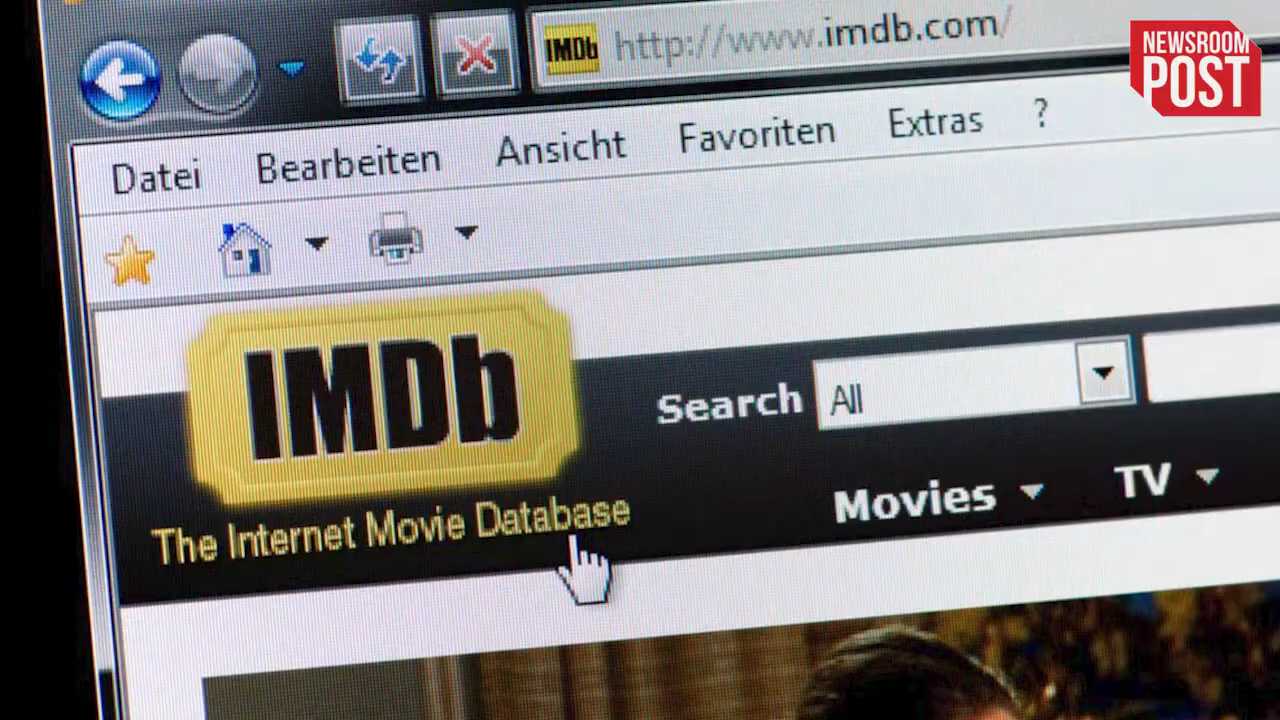 IMDb http://www.imdb.com/
NEWSROOM
POST
Datei Bearbeiten Ansicht Favoriten Extras ?
IMDb
Search All
The Internet Movie Database
Movies TV